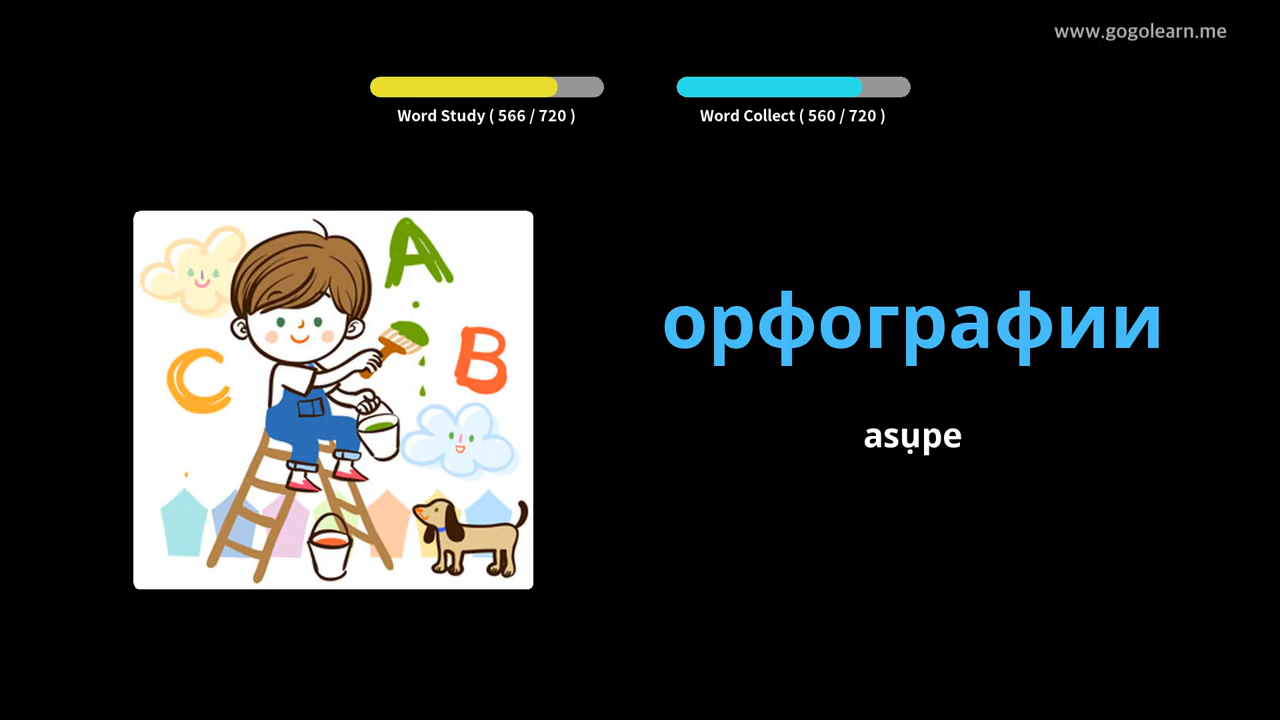 www.gogolearn.me
Word Study ( 566 / 720 )
Word Collect ( 560 / 720 )
A
B
C
орфографии
asụpe